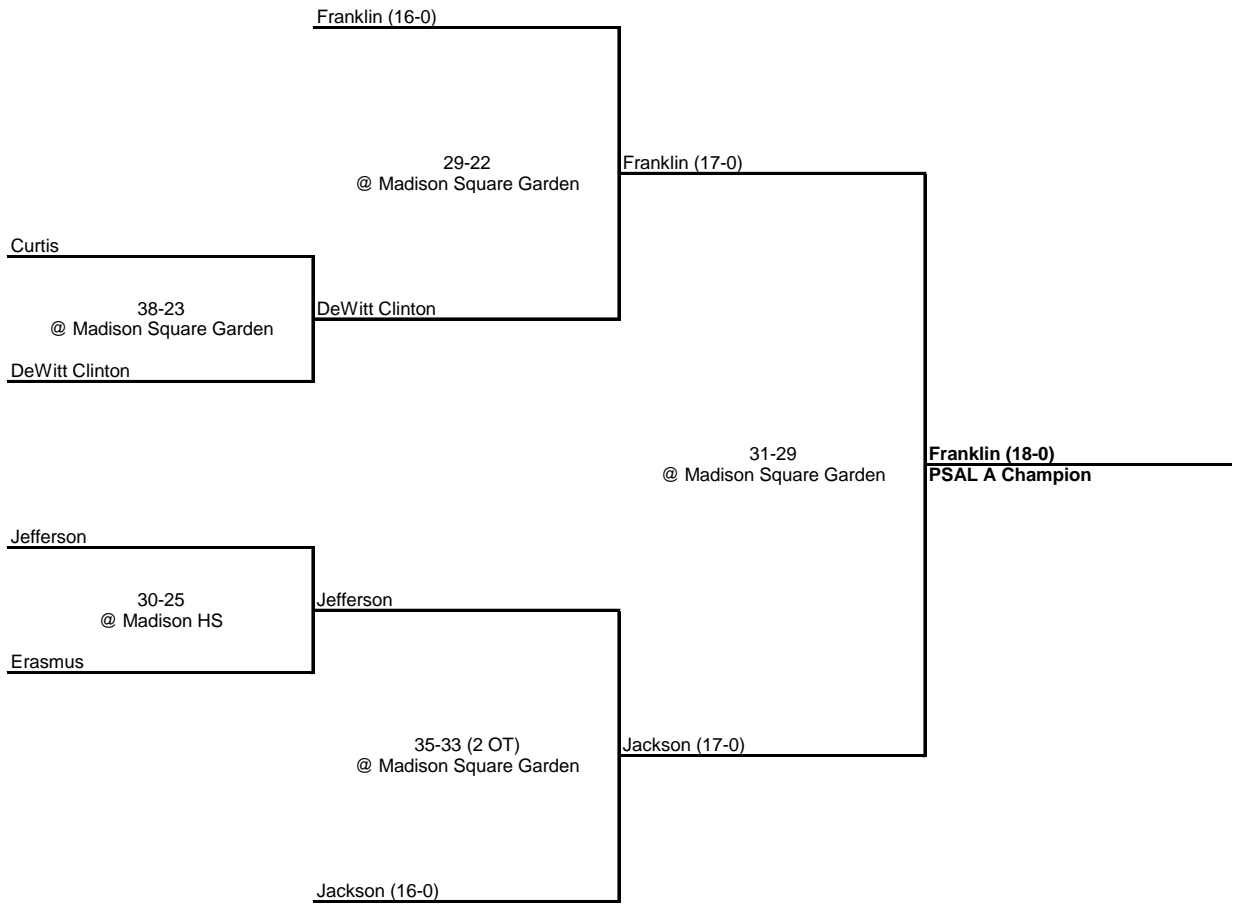 Franklin (16-0)
29-22
@ Madison Square Garden
Franklin (17-0)
Curtis
38-23
@ Madison Square Garden
DeWitt Clinton
DeWitt Clinton
31-29
@ Madison Square Garden
Franklin (18-0)
PSAL A Champion
Jefferson
30-25
@ Madison HS
Jefferson
Erasmus
35-33 (2 OT)
@ Madison Square Garden
Jackson (17-0)
Jackson (16-0)